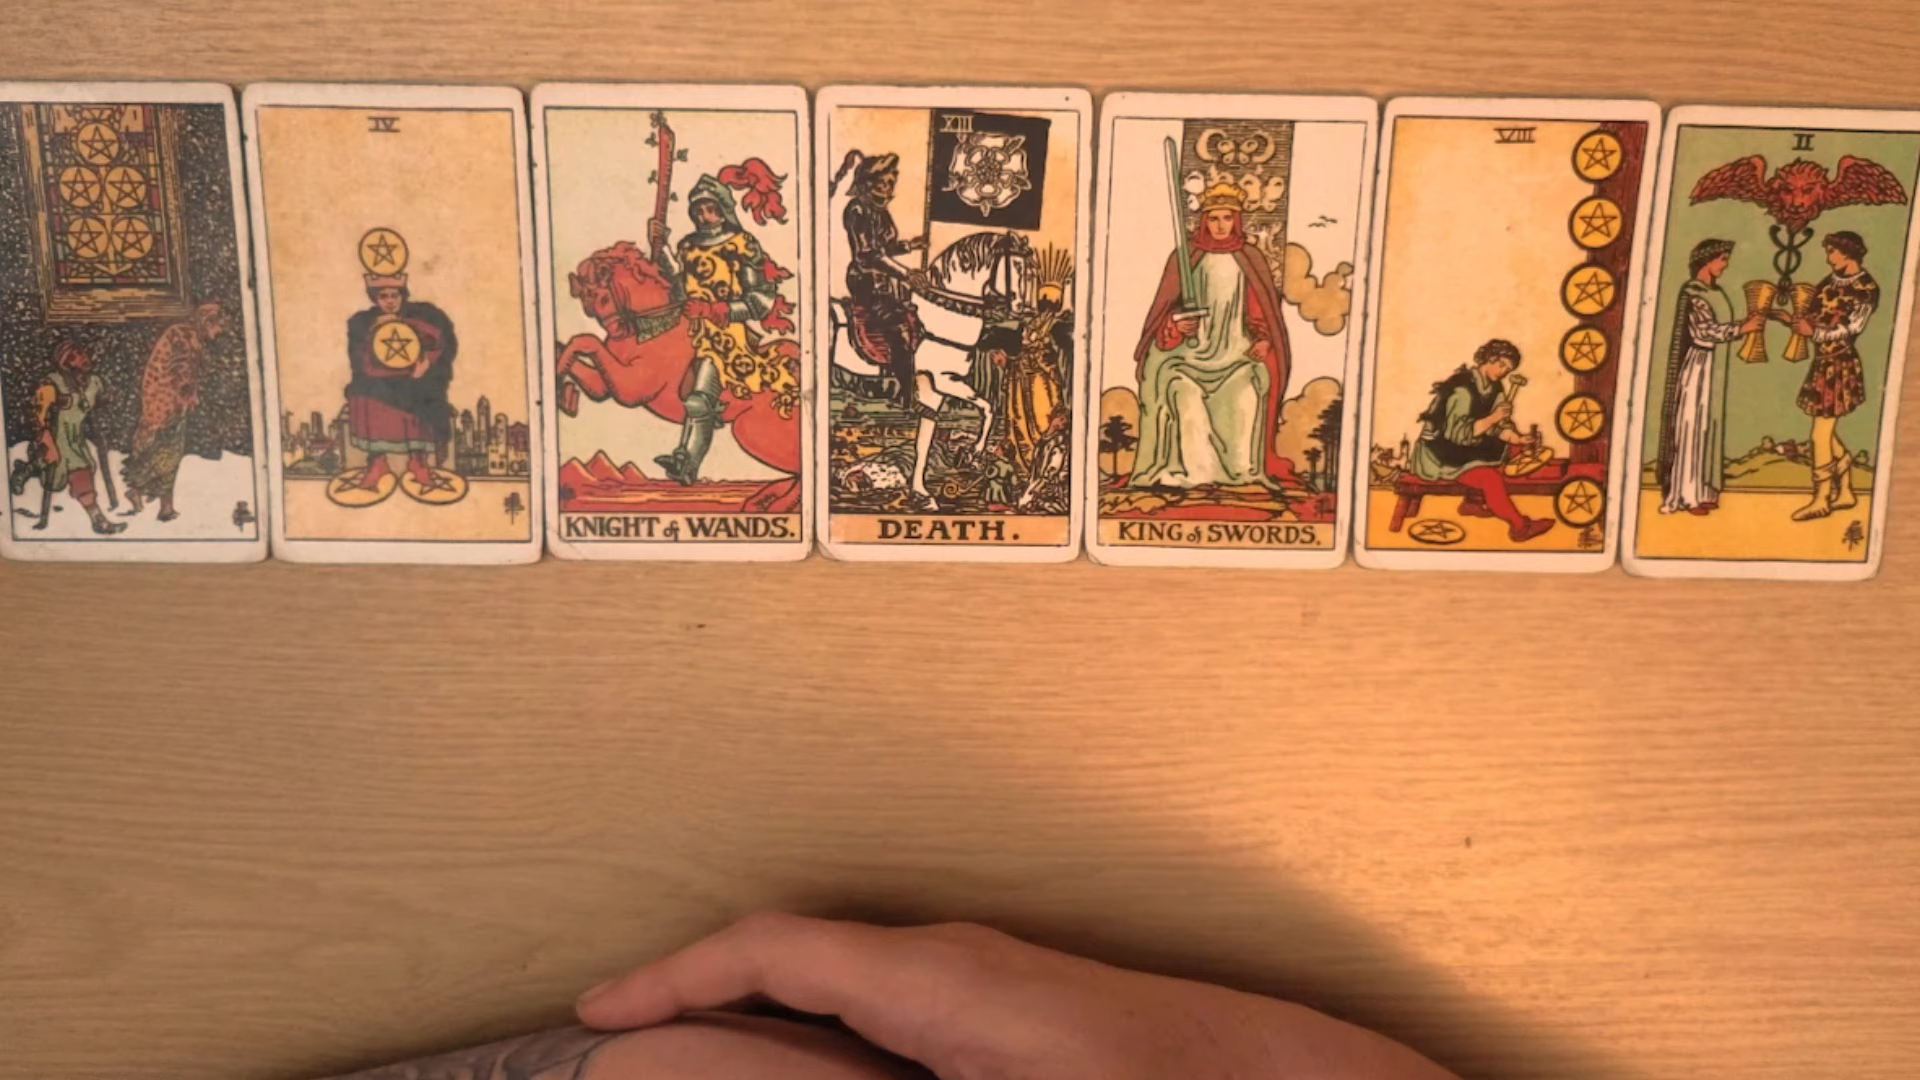 IV
KNIGHT of WANDS.
XIII
DEATH.
KING of SWORDS.
VIII
II